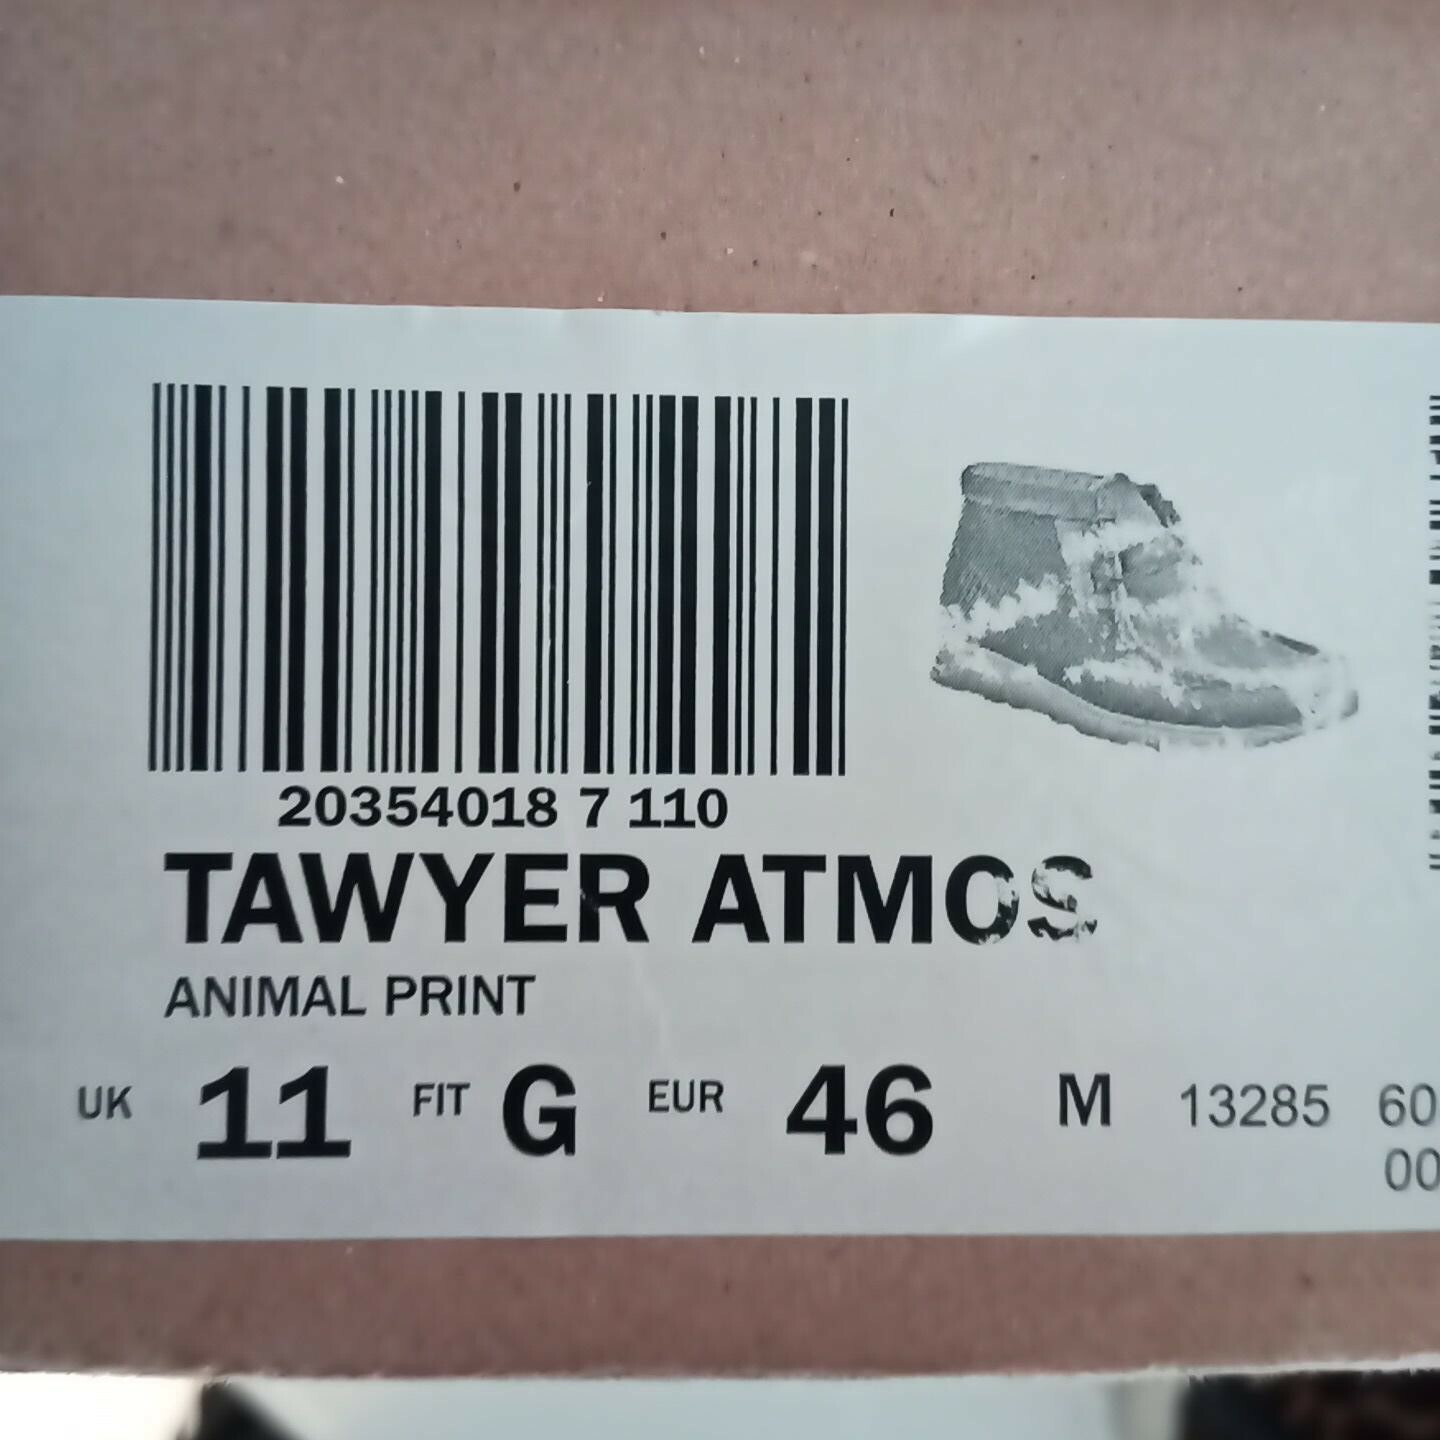 20354018 7 110
TAWYER ATMOS
ANIMAL PRINT
UK 11 FIT G EUR 46 M 13285 60
00